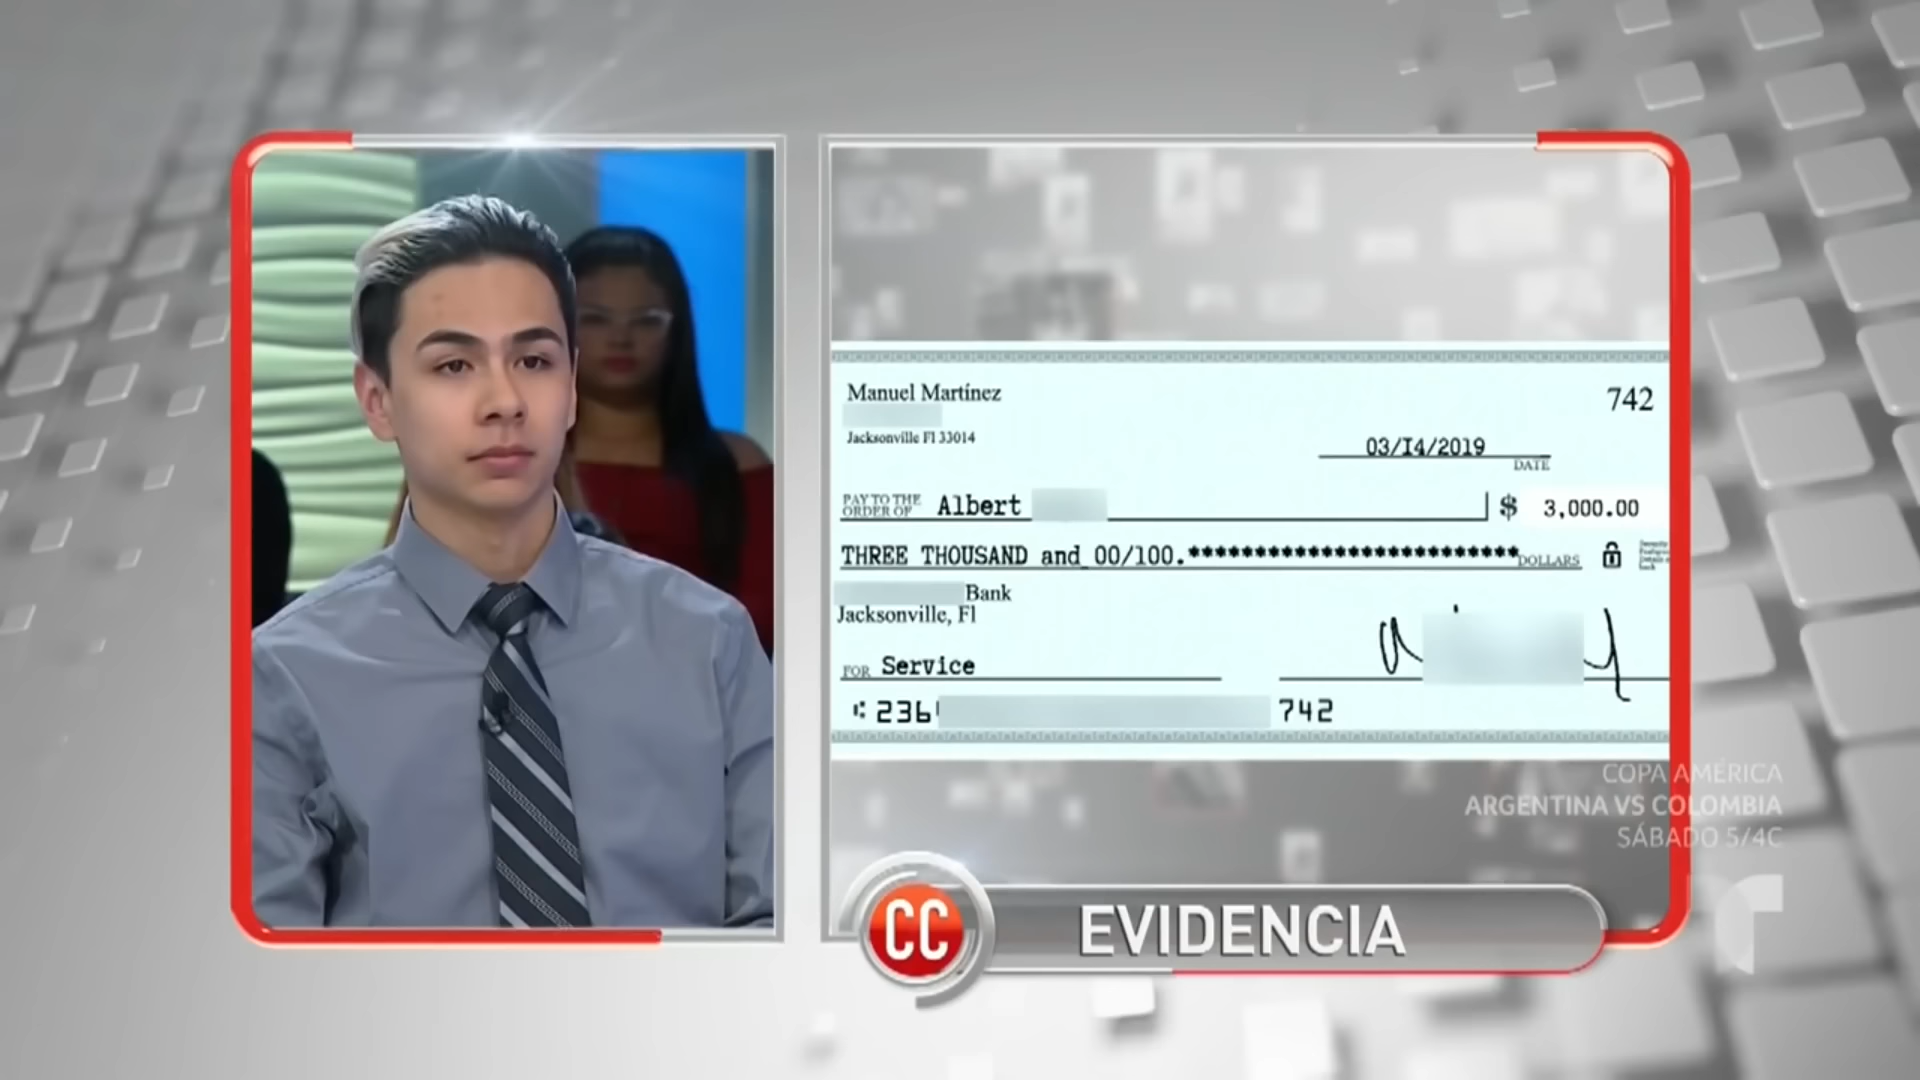 Manuel Martínez
742
Jacksonville Fl 33014
03/I4/2019
DATE
PAY TO THE
ORDER OF
Albert
$ 3,000.00
THREE THOUSAND and 00/100.*************************
DOLLARS
Bank
Jacksonville, Fl
FOR Service
⑆236
742
COPA AMÉRICA
ARGENTINA VS COLOMBIA
SÁBADO 5/4C
CC
EVIDENCIA